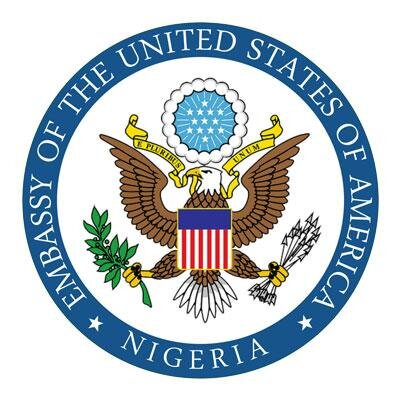 EMBASSY OF THE UNITED STATES OF AMERICA
E PLURIBUS UNUM
NIGERIA